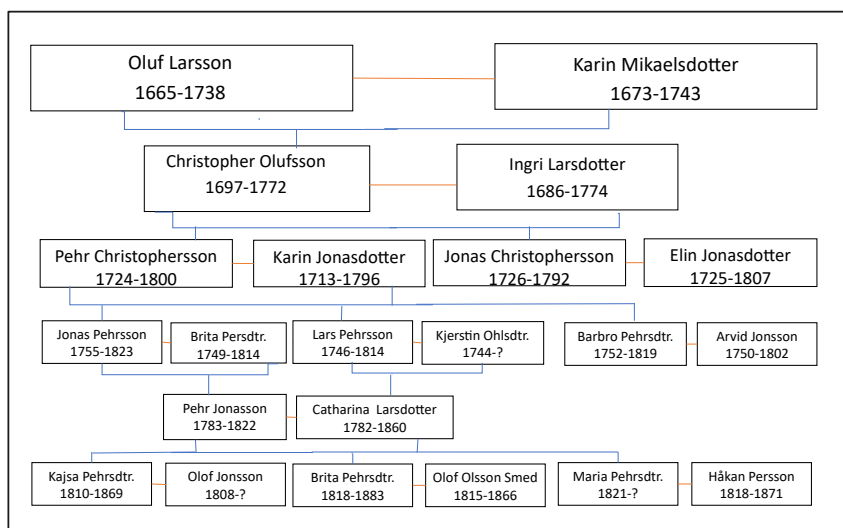 Oluf Larsson
1665-1738
Karin Mikaelsdotter
1673-1743
Christopher Olufsson
1697-1772
Ingri Larsdotter
1686-1774
Pehr Christophersson
1724-1800
Karin Jonasdotter
1713-1796
Jonas Christophersson
1726-1792
Elin Jonasdotter
1725-1807
Jonas Pehrsson
1755-1823
Brita Persdtr.
1749-1814
Lars Pehrsson
1746-1814
Kjerstin Ohlsdtr.
1744-?
Barbro Pehrsdtr.
1752-1819
Arvid Jonsson
1750-1802
Pehr Jonasson
1783-1822
Catharina Larsdotter
1782-1860
Kajsa Pehrsdtr.
1810-1869
Olof Jonsson
1808-?
Brita Pehrsdtr.
1818-1883
Olof Olsson Smed
1815-1866
Maria Pehrsdtr.
1821-?
Håkan Persson
1818-1871